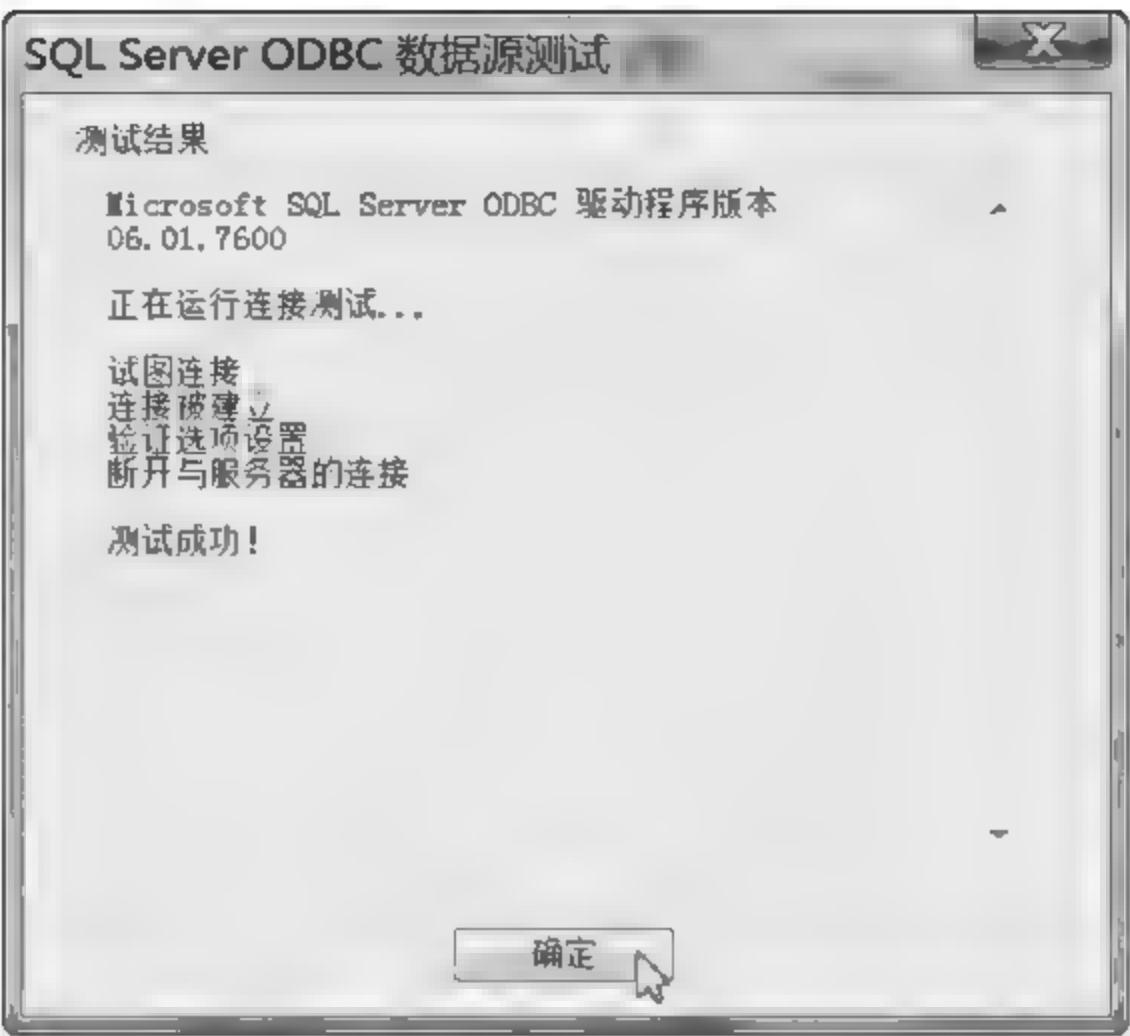 SQL Server ODBC 数据源测试
测试结果
Microsoft SQL Server ODBC 驱动程序版本
06.01.7600
正在运行连接测试...
试图连接
连接被建立
验证选项设置
断开与服务器的连接
测试成功!
确定